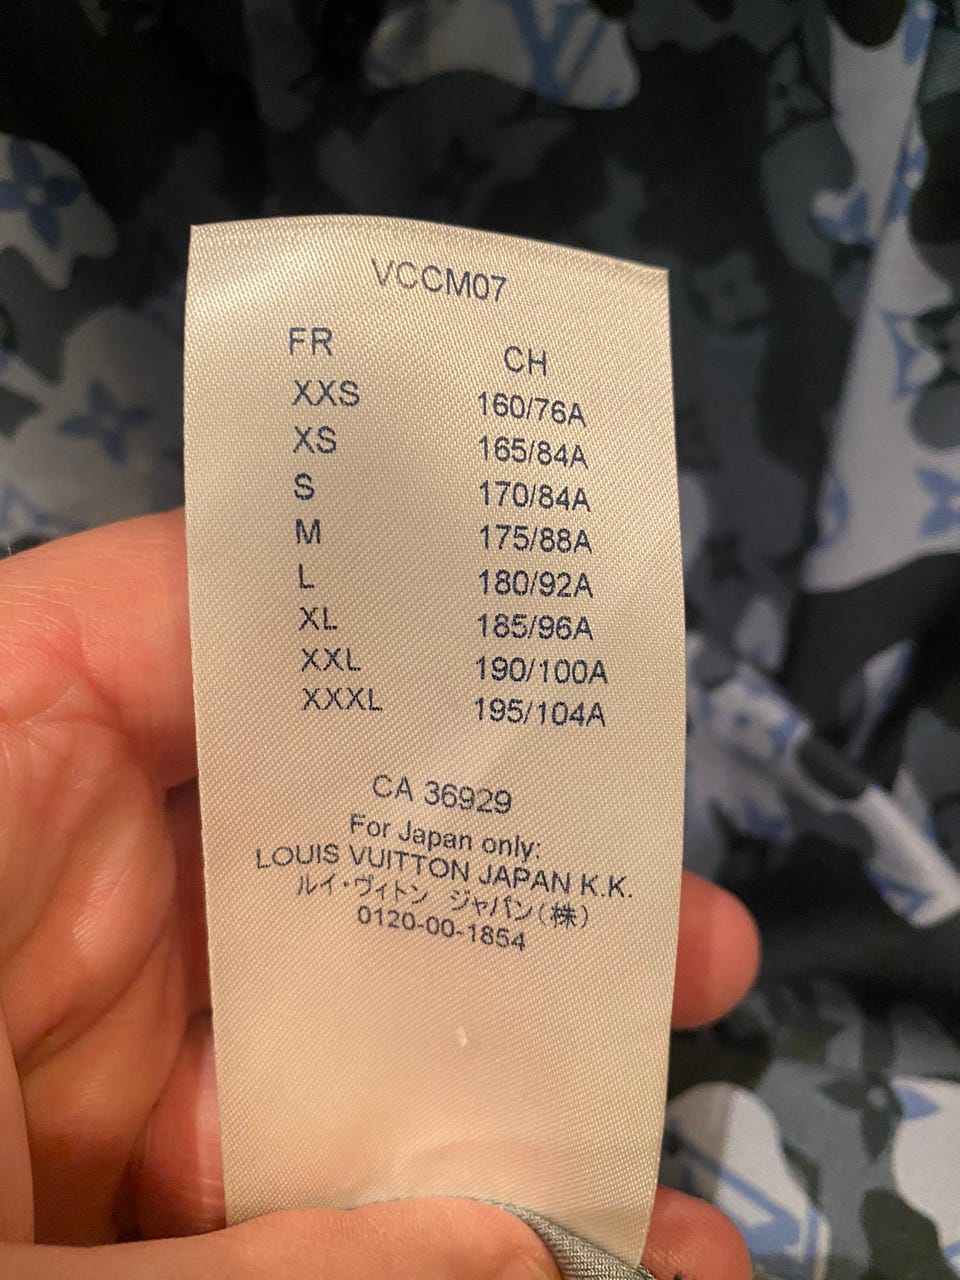 VCCM07
FR CH
XXS 160/76A
XS 165/84A
S 170/84A
M 175/88A
L 180/92A
XL 185/96A
XXL 190/100A
XXXL 195/104A
CA 36929
For Japan only:
LOUIS VUITTON JAPAN K.K.
ルイ・ヴィトン ジャパン(株)
0120-00-1854